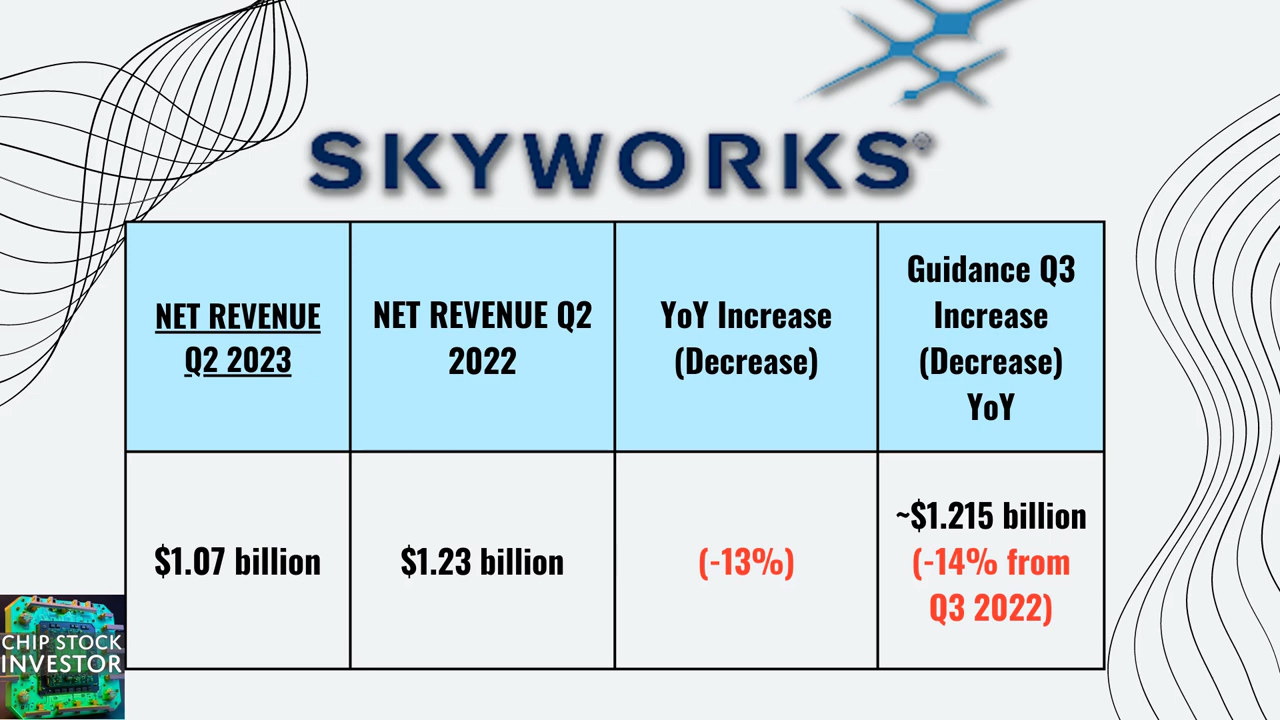 SKYWORKS®
NET REVENUE
Q2 2023
NET REVENUE Q2
2022
YoY Increase
(Decrease)
Guidance Q3
Increase
(Decrease)
YoY
$1.07 billion
$1.23 billion
(-13%)
~$1.215 billion
(-14% from
Q3 2022)
CHIP STOCK
INVESTOR